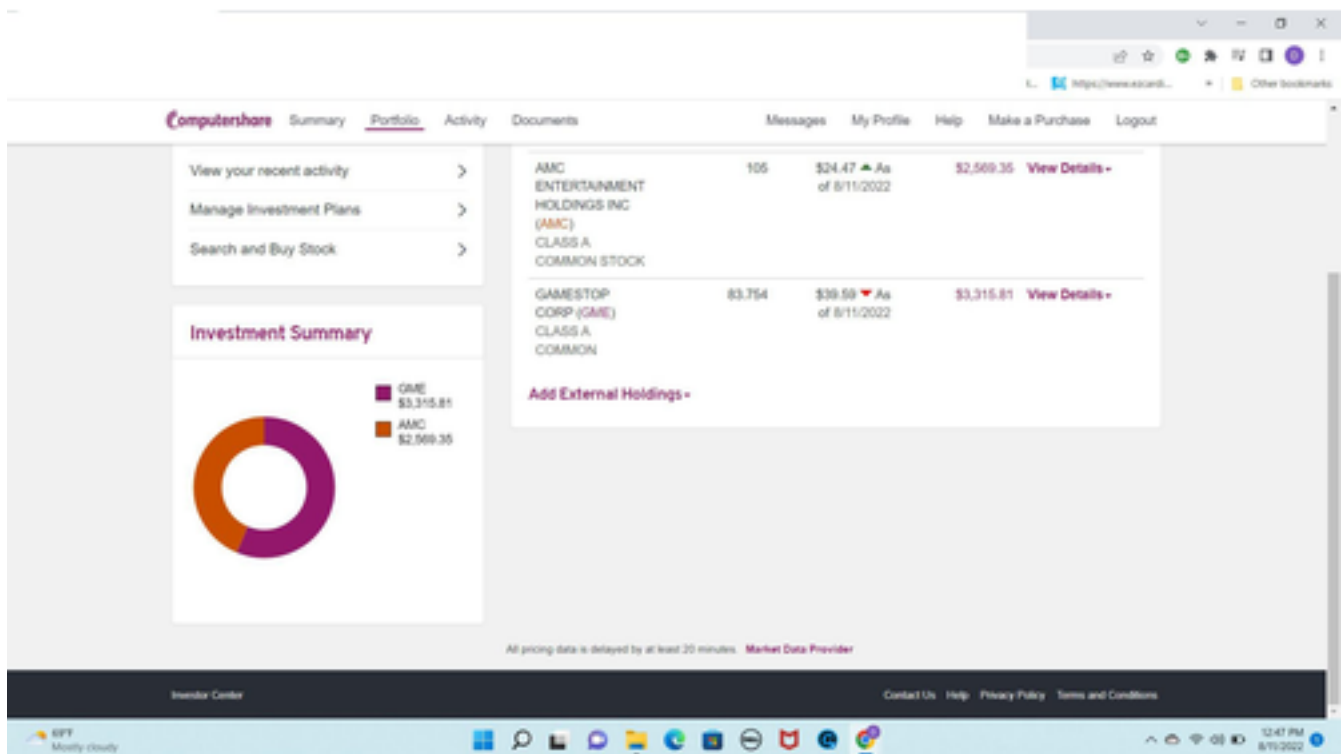 https://www.ezcardi...
Other bookmarks
Computershare Summary Portfolio Activity Documents Messages My Profile Help Make a Purchase Logout
View your recent activity
Manage Investment Plans
Search and Buy Stock
AMC 105 $24.47 As $2,569.35 View Details
ENTERTAINMENT of 8/11/2022
HOLDINGS INC
(AMC)
CLASS A
COMMON STOCK
GAMESTOP 83.754 $39.59 As $3,315.81 View Details
CORP (GME) of 8/11/2022
CLASS A
COMMON
Add External Holdings
Investment Summary
GME
$3,315.81
AMC
$2,569.35
All pricing data is delayed by at least 20 minutes. Market Data Provider
Investor Center Contact Us Help Privacy Policy Terms and Conditions
69°F
Mostly cloudy
12:47 PM
8/11/2022